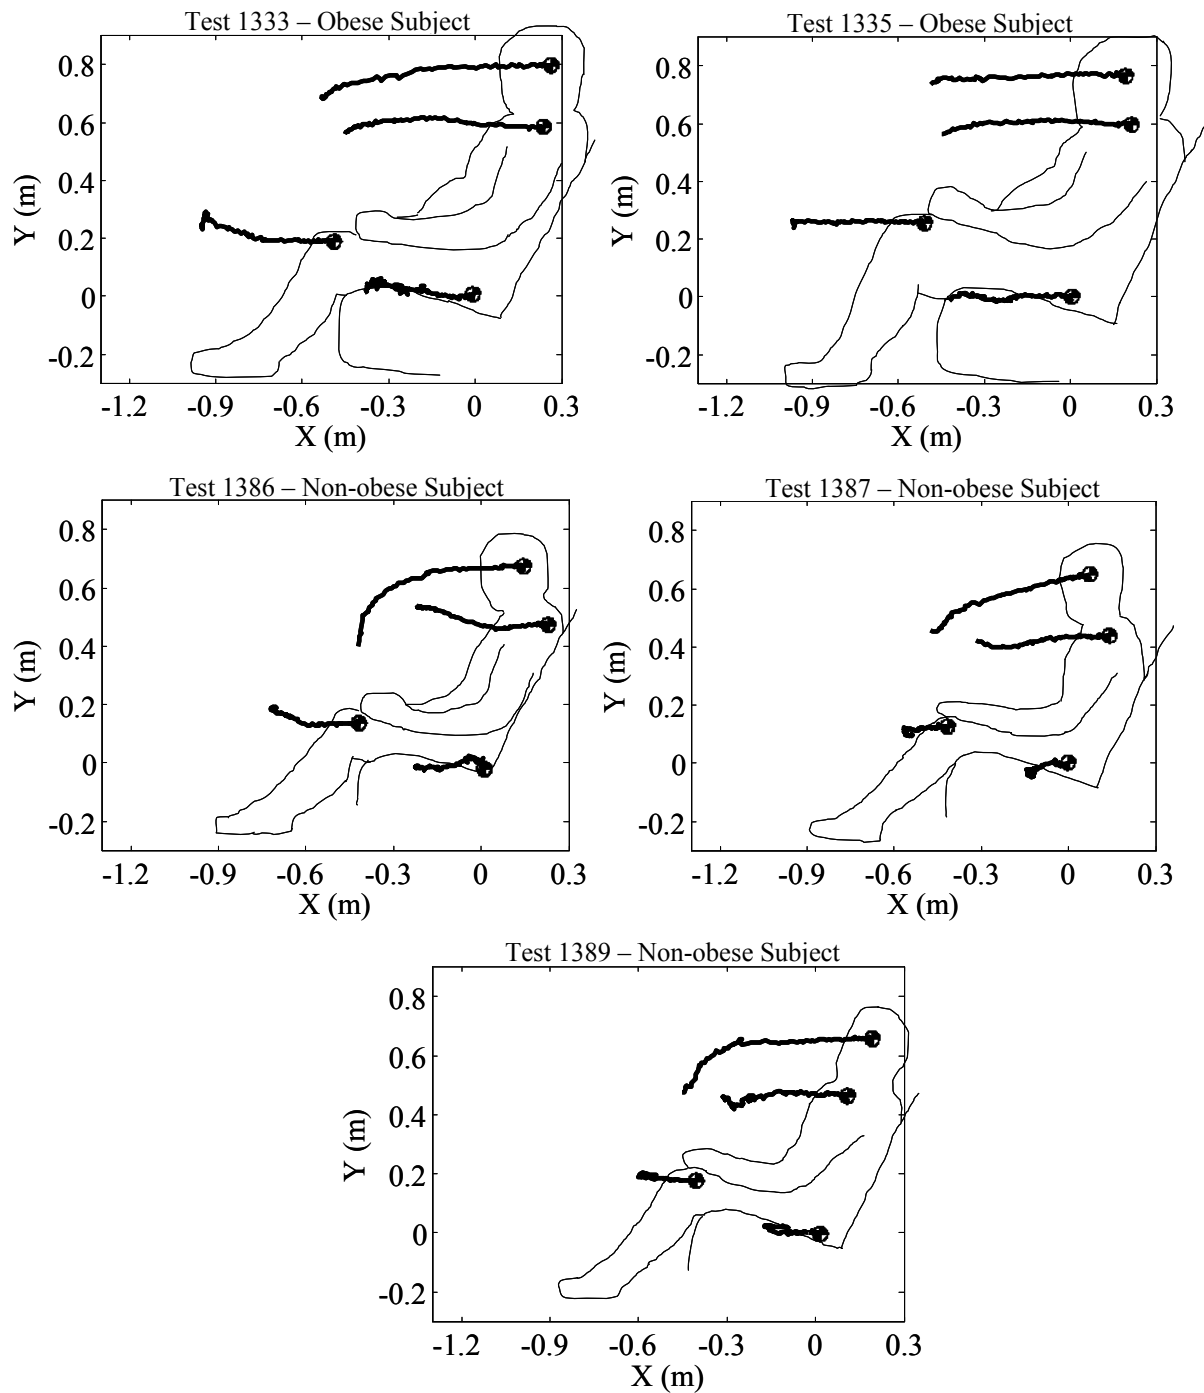 Test 1333 – Obese Subject
0.8
0.6
0.4
0.2
0
-0.2
Y (m)
-1.2 -0.9 -0.6 -0.3 0 0.3
X (m)
Test 1335 – Obese Subject
0.8
0.6
0.4
0.2
0
-0.2
Y (m)
-1.2 -0.9 -0.6 -0.3 0 0.3
X (m)
Test 1386 – Non-obese Subject
0.8
0.6
0.4
0.2
0
-0.2
Y (m)
-1.2 -0.9 -0.6 -0.3 0 0.3
X (m)
Test 1387 – Non-obese Subject
0.8
0.6
0.4
0.2
0
-0.2
Y (m)
-1.2 -0.9 -0.6 -0.3 0 0.3
X (m)
Test 1389 – Non-obese Subject
0.8
0.6
0.4
0.2
0
-0.2
Y (m)
-1.2 -0.9 -0.6 -0.3 0 0.3
X (m)